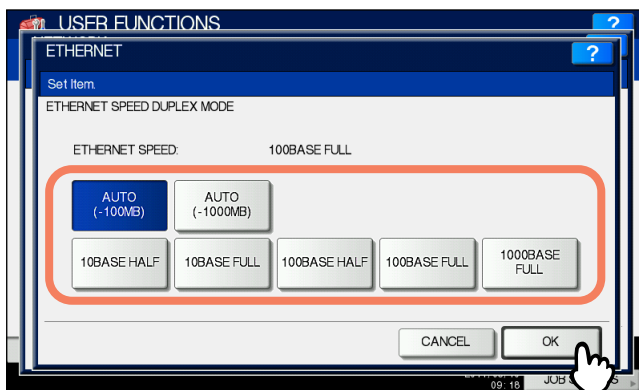 USER FUNCTIONS
?
ETHERNET
?
Set Item.
ETHERNET SPEED DUPLEX MODE
ETHERNET SPEED: 100BASE FULL
AUTO
(-100MB)
AUTO
(-1000MB)
10BASE HALF
10BASE FULL
100BASE HALF
100BASE FULL
1000BASE
FULL
CANCEL
OK
09:18
JOB